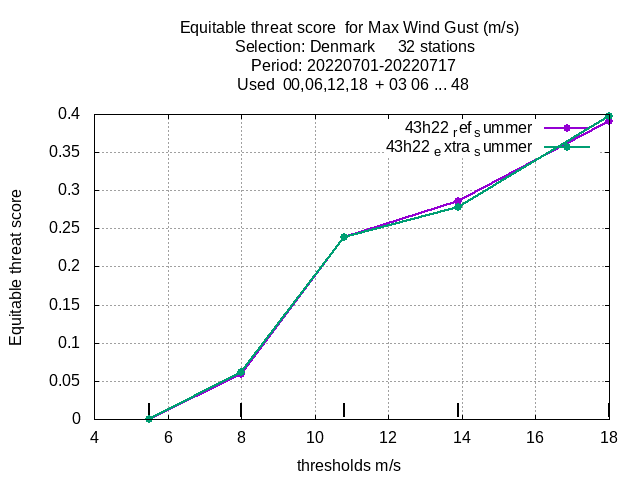 Equitable threat score  for Max Wind Gust (m/s)
Selection: Denmark     32 stations
Period: 20220701-20220717
Used  00,06,12,18  + 03 06 ... 48
43h22 ref summer
43h22 extra summer
0.4
0.35
0.3
0.25
0.2
0.15
0.1
0.05
0
Equitable threat score
4 6 8 10 12 14 16 18
thresholds m/s